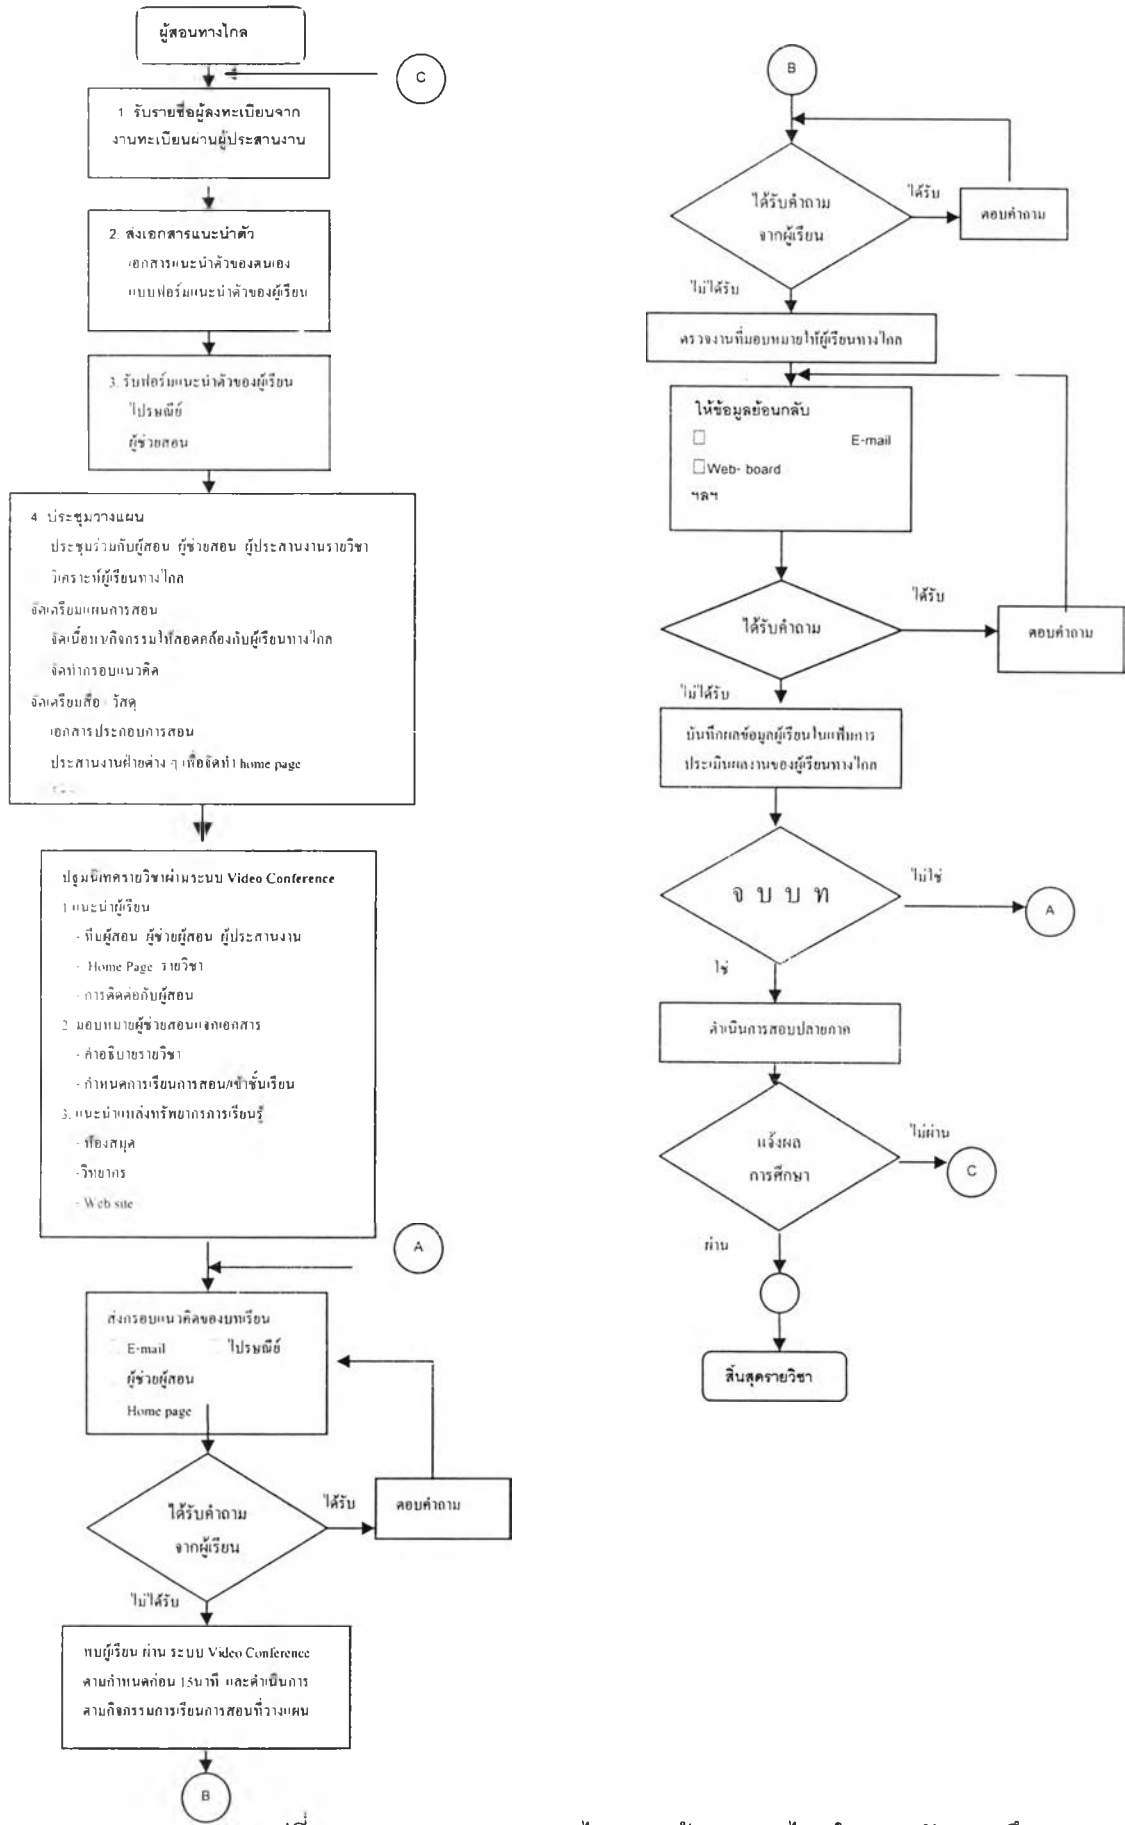 ผู้สอนทางไกล
C
1 รับรายชื่อผู้ลงทะเบียนจาก
งานทะเบียนผ่านผู้ประสานงาน
2. ส่งเอกสารแนะนำตัว
เอกสารแนะนำตัวของตนเอง
แบบฟอร์มแนะนำตัวของผู้เรียน
3. รับฟอร์มแนะนำตัวของผู้เรียน
ไปรษณีย์
ผู้ช่วยสอน
4 ประชุมวางแผน
ประชุมร่วมกับผู้สอน ผู้ช่วยสอน ผู้ประสานงานรายวิชา
วิเคราะห์ผู้เรียนทางไกล
จัดเตรียมแผนการสอน
จัดเนื้อหา/กิจกรรมให้สอดคล้องกับผู้เรียนทางไกล
จัดทำกรอบแนวคิด
จัดเตรียมสื่อ วัสดุ
เอกสารประกอบการสอน
ประสานงานฝ่ายต่าง ๆ เพื่อจัดทำ home page
ปฐมนิเทศรายวิชาผ่านระบบ Video Conference
1 แนะนำผู้เรียน
- ทีมผู้สอน ผู้ช่วยผู้สอน ผู้ประสานงาน
- Home Page รายวิชา
- การติดต่อกับผู้สอน
2 มอบหมายผู้ช่วยสอนแจกเอกสาร
- คำอธิบายรายวิชา
- กำหนดการเรียนการสอน/เข้าชั้นเรียน
3. แนะนำแหล่งทรัพยากรการเรียนรู้
- ห้องสมุด
-วิทยากร
- Web site
A
ส่งกรอบแนวคิดของบทเรียน
E-mail ไปรษณีย์
ผู้ช่วยผู้สอน
Home page
ได้รับคำถาม
จากผู้เรียน
ได้รับ
ตอบคำถาม
ไม่ได้รับ
พบผู้เรียน ผ่าน ระบบ Video Conference
ตามกำหนดก่อน 15นาที และดำเนินการ
ตามกิจกรรมการเรียนการสอนที่วางแผน
B
B
ได้รับคำถาม
จากผู้เรียน
ได้รับ
ตอบคำถาม
ไม่ได้รับ
ตรวจงานที่มอบหมายให้ผู้เรียนทางไกล
ให้ข้อมูลย้อนกลับ
☐ E-mail
☐Web- board
ฯลฯ
ได้รับคำถาม
ได้รับ
ตอบคำถาม
ไม่ได้รับ
บันทึกผลข้อมูลผู้เรียนในแฟ้มการ
ประเมินผลงานของผู้เรียนทางไกล
จ บ บ ท
ไม่ใช่
A
ใช่
ดำเนินการสอบปลายภาค
แจ้งผล
การศึกษา
ไม่ผ่าน
C
ผ่าน
สิ้นสุดรายวิชา